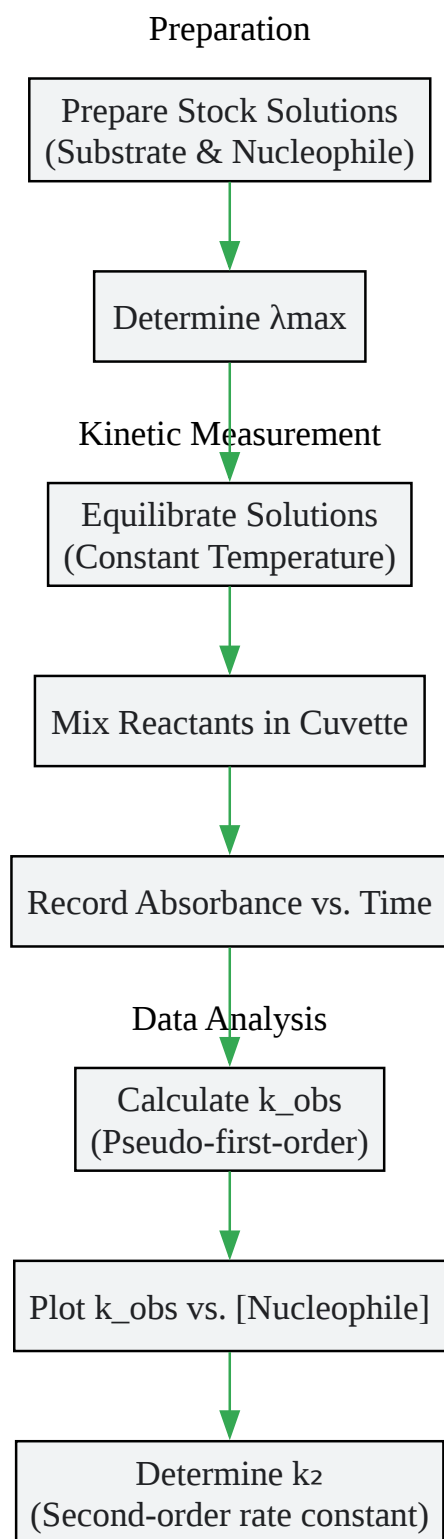 Preparation
Prepare Stock Solutions
(Substrate & Nucleophile)
Determine λmax
Kinetic Measurement
Equilibrate Solutions
(Constant Temperature)
Mix Reactants in Cuvette
Record Absorbance vs. Time
Data Analysis
Calculate k_obs
(Pseudo-first-order)
Plot k_obs vs. [Nucleophile]
Determine k₂
(Second-order rate constant)